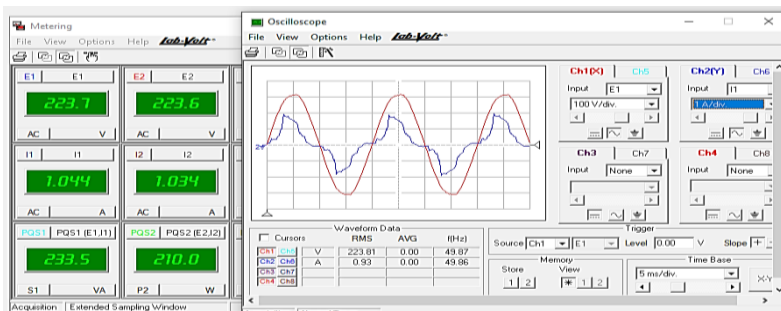 Metering
File View Options Help Lab-Volt
E1 E1
223.7
AC V
E2 E2
223.6
AC V
I1 I1
1.044
AC A
I2 I2
1.034
AC A
PQS1 PQS1 (E1,I1)
233.5
S1 VA
PQS2 PQS2 (E2,I2)
210.0
P2 W
Acquisition Extended Sampling Window
Oscilloscope
File View Options Help Lab-Volt
2
Ch1(X) Ch5
Input E1
100 V/div.
Ch2(Y) Ch6
Input I1
1 A/div.
Ch3 Ch7
Input None
Ch4 Ch8
Input None
Waveform Data
Cursors RMS AVG f(Hz)
Ch1 Ch5 V 223.81 0.00 49.87
Ch2 Ch6 A 0.93 0.00 49.86
Ch3 Ch7
Ch4 Ch8
Trigger
Source Ch1 E1 Level 0.00 V Slope + -
Memory
Store View
1 2 * 1 2
Time Base
5 ms/div.
X-Y